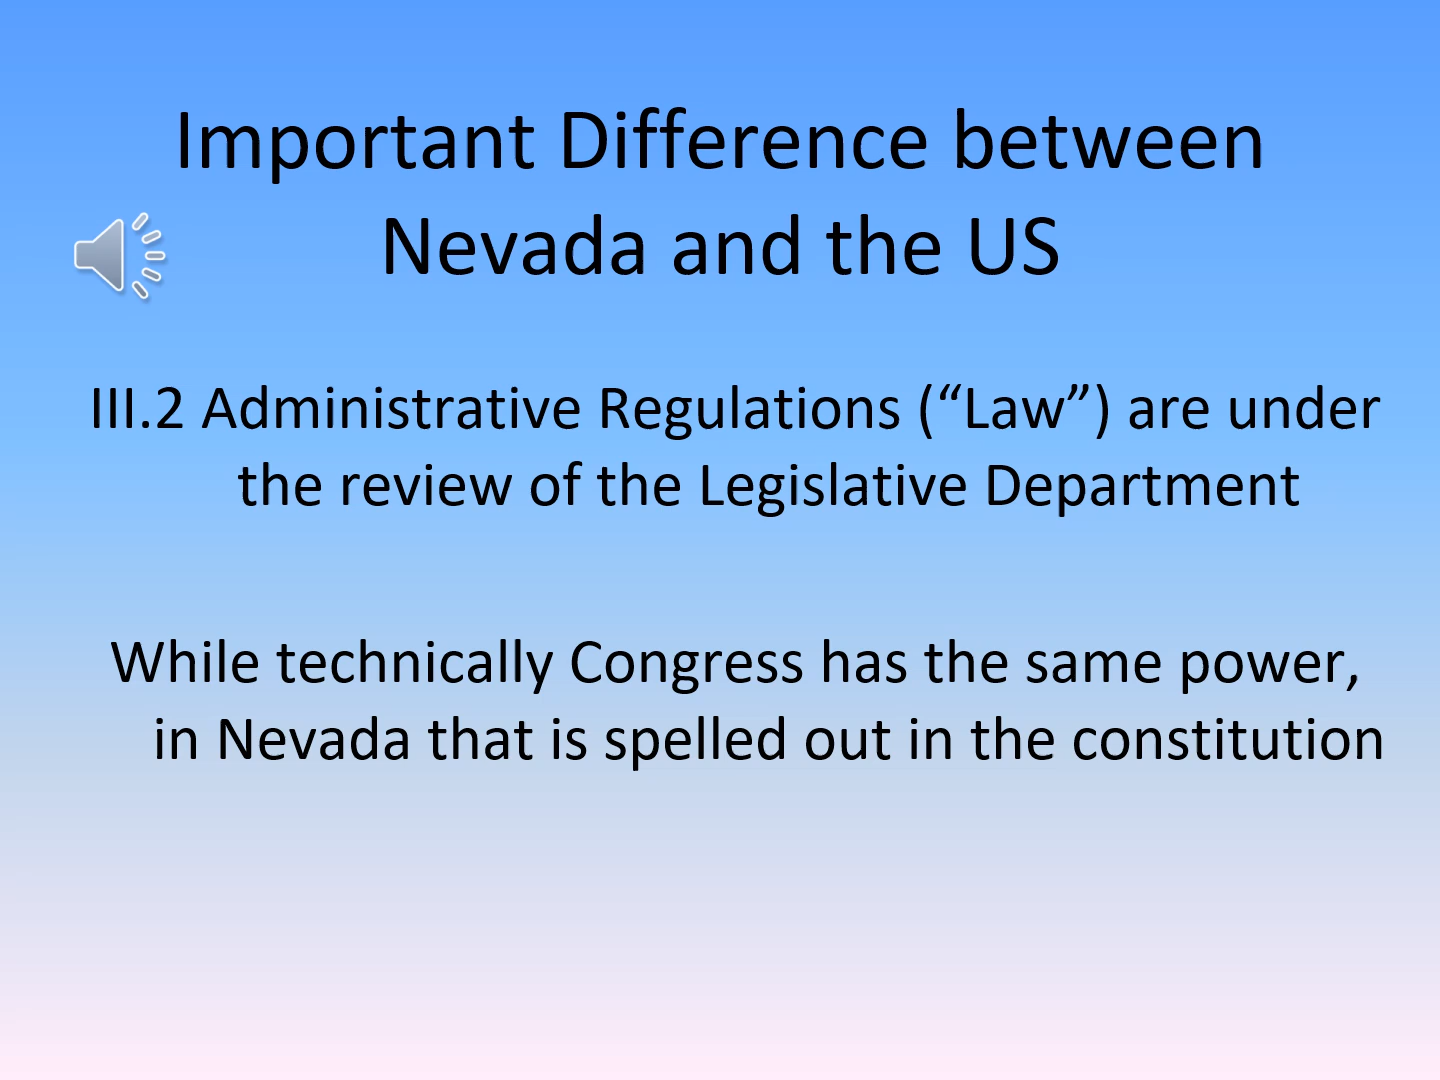 Important Difference between
Nevada and the US
III.2 Administrative Regulations (“Law”) are under
the review of the Legislative Department
While technically Congress has the same power,
in Nevada that is spelled out in the constitution